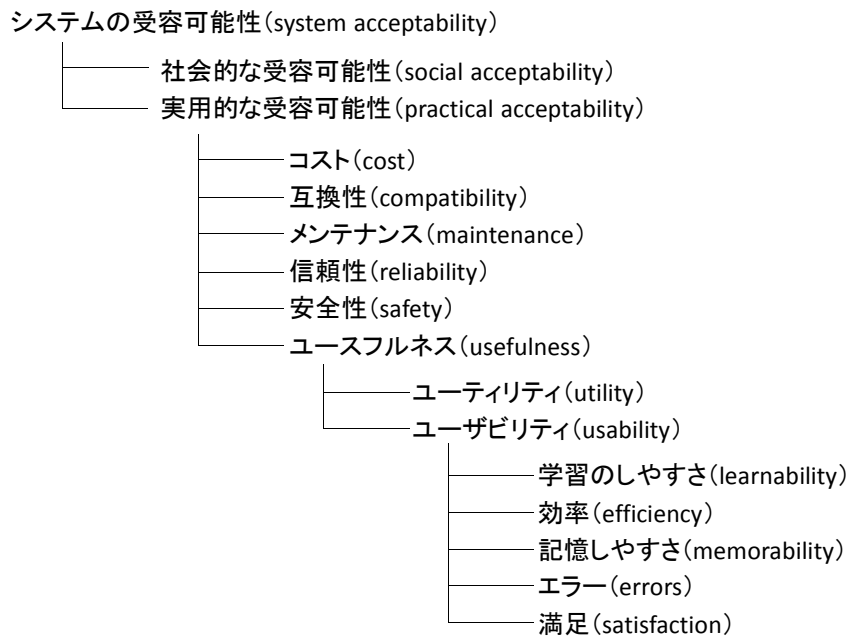 システムの受容可能性（system acceptability）
社会的な受容可能性（social acceptability）
実用的な受容可能性（practical acceptability）
コスト（cost）
互換性（compatibility）
メンテナンス（maintenance）
信頼性（reliability）
安全性（safety）
ユースフルネス（usefulness）
ユーティリティ（utility）
ユーザビリティ（usability）
学習のしやすさ（learnability）
効率（efficiency）
記憶しやすさ（memorability）
エラー（errors）
満足（satisfaction）